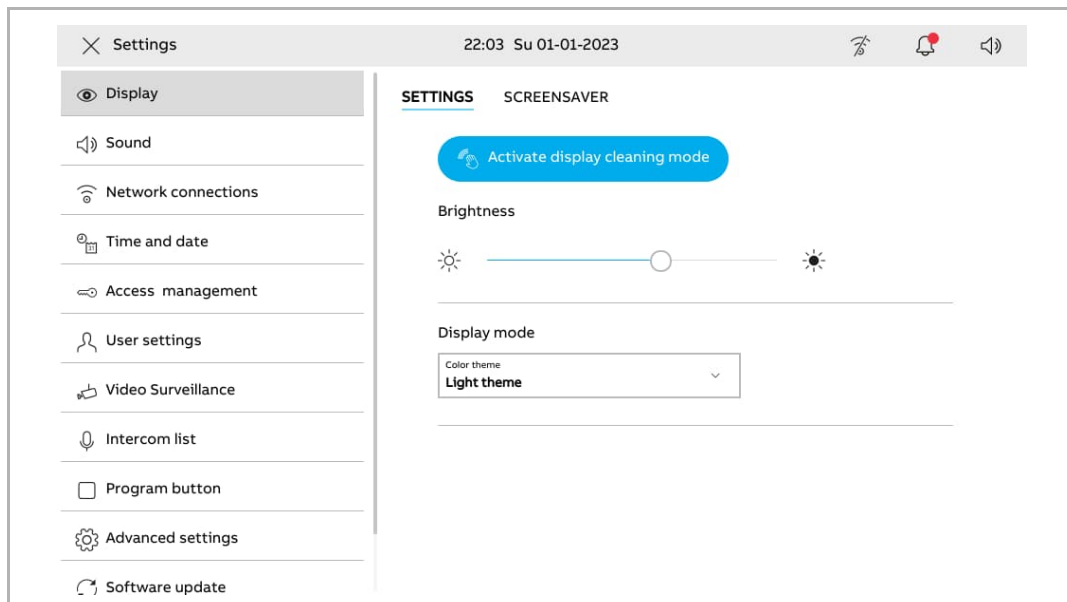 Settings
22:03 Su 01-01-2023
Display
Sound
Network connections
Time and date
Access management
User settings
Video Surveillance
Intercom list
Program button
Advanced settings
Software update
SETTINGS SCREENSAVER
Activate display cleaning mode
Brightness
Display mode
Color theme
Light theme